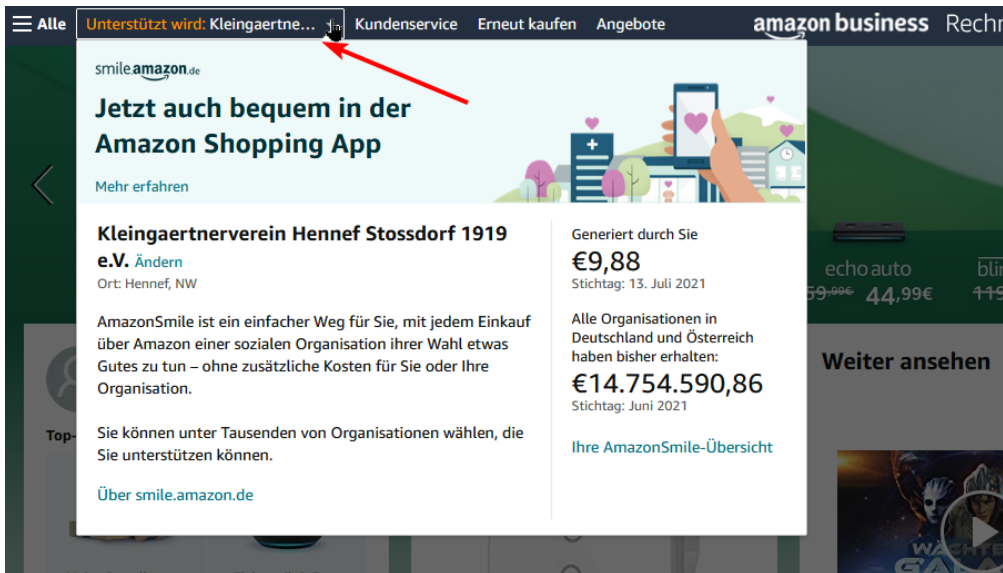 Alle
Unterstützt wird: Kleingaertne...
Kundenservice
Erneut kaufen
Angebote
amazon business
smile.amazon.de
Jetzt auch bequem in der
Amazon Shopping App
Mehr erfahren
Kleingaertnerverein Hennef Stossdorf 1919
e.V. Ändern
Ort: Hennef, NW
AmazonSmile ist ein einfacher Weg für Sie, mit jedem Einkauf
über Amazon einer sozialen Organisation ihrer Wahl etwas
Gutes zu tun – ohne zusätzliche Kosten für Sie oder Ihre
Organisation.
Sie können unter Tausenden von Organisationen wählen, die
Sie unterstützen können.
Über smile.amazon.de
Generiert durch Sie
€9,88
Stichtag: 13. Juli 2021
Alle Organisationen in
Deutschland und Österreich
haben bisher erhalten:
€14.754.590,86
Stichtag: Juni 2021
Ihre AmazonSmile-Übersicht
echo auto
44,99€
Weiter ansehen
Top-